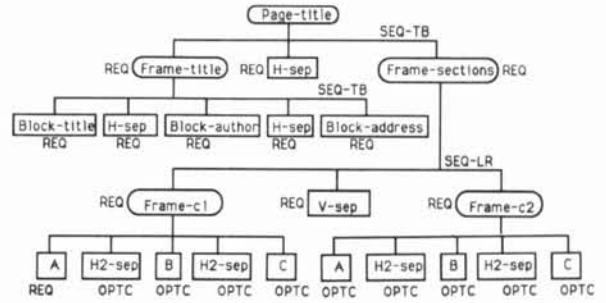 Page-title
SEQ-TB
REQ Frame-title REQ H-sep Frame-sections REQ
SEQ-TB
Block-title H-sep Block-author H-sep Block-address
REQ REQ REQ REQ REQ
SEQ-LR
REQ Frame-c1 REQ V-sep REQ Frame-c2
A H2-sep B H2-sep C A H2-sep B H2-sep C
REQ OPTC OPTC OPTC OPTC OPTC OPTC OPTC OPTC OPTC